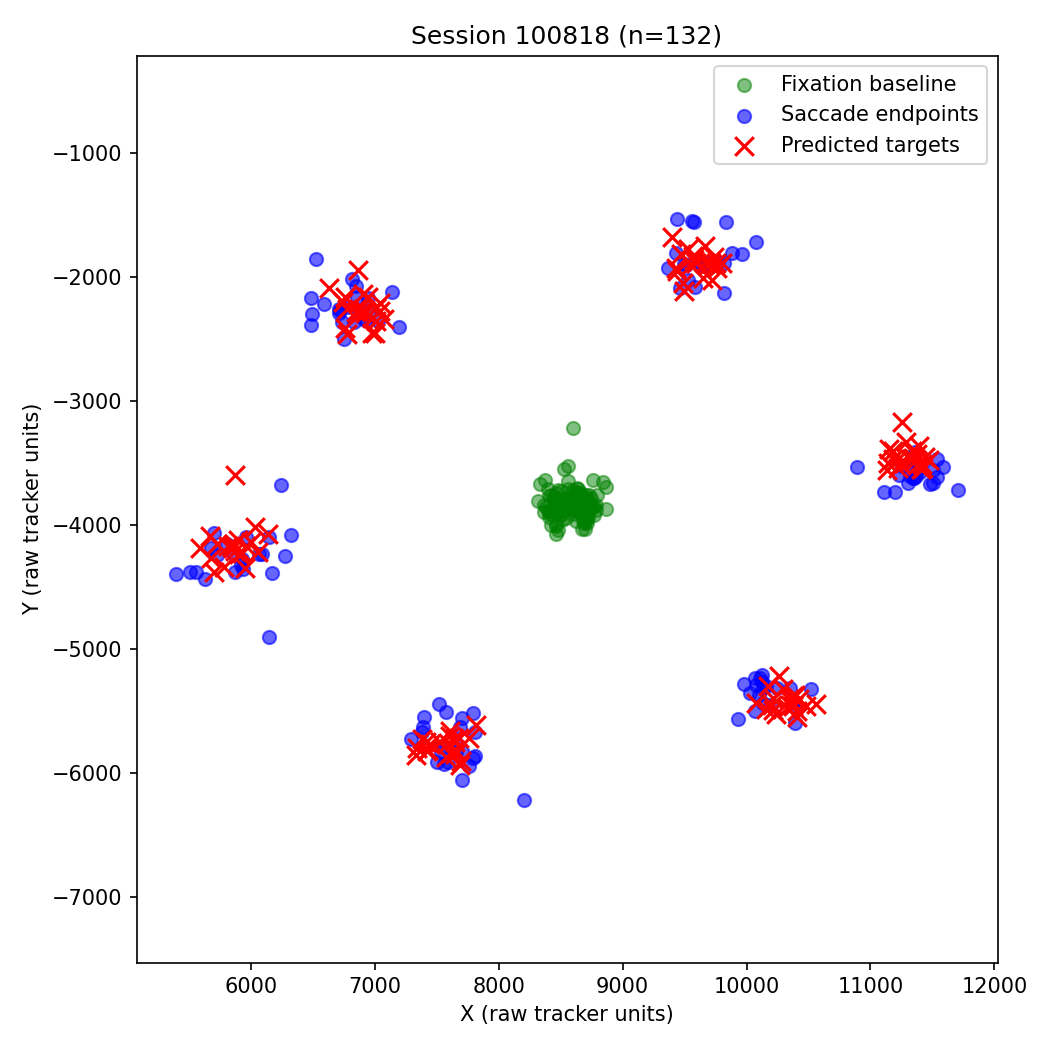 Session 100818 (n=132)
Fixation baseline
Saccade endpoints
Predicted targets
−1000
−2000
−3000
−4000
−5000
−6000
−7000
Y (raw tracker units)
6000 7000 8000 9000 10000 11000 12000
X (raw tracker units)